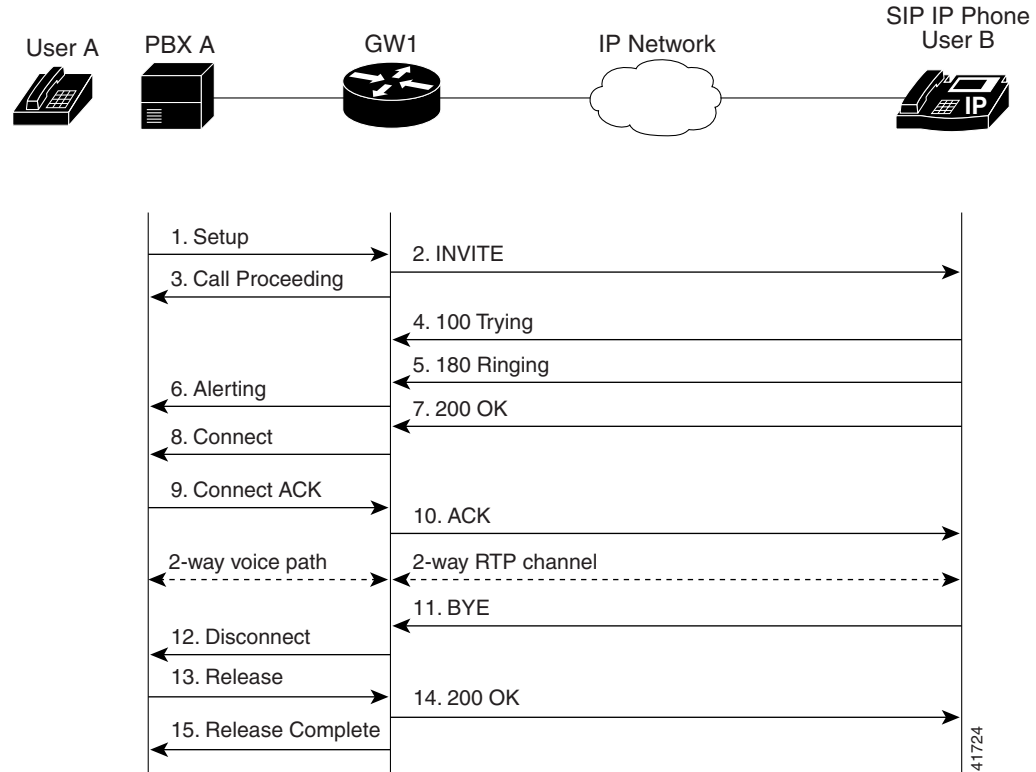 SIP IP Phone
User A
PBX A
GW1
IP Network
User B
IP
1. Setup
2. INVITE
3. Call Proceeding
4. 100 Trying
5. 180 Ringing
6. Alerting
7. 200 OK
8. Connect
9. Connect ACK
10. ACK
2-way voice path
2-way RTP channel
11. BYE
12. Disconnect
13. Release
14. 200 OK
15. Release Complete
41724